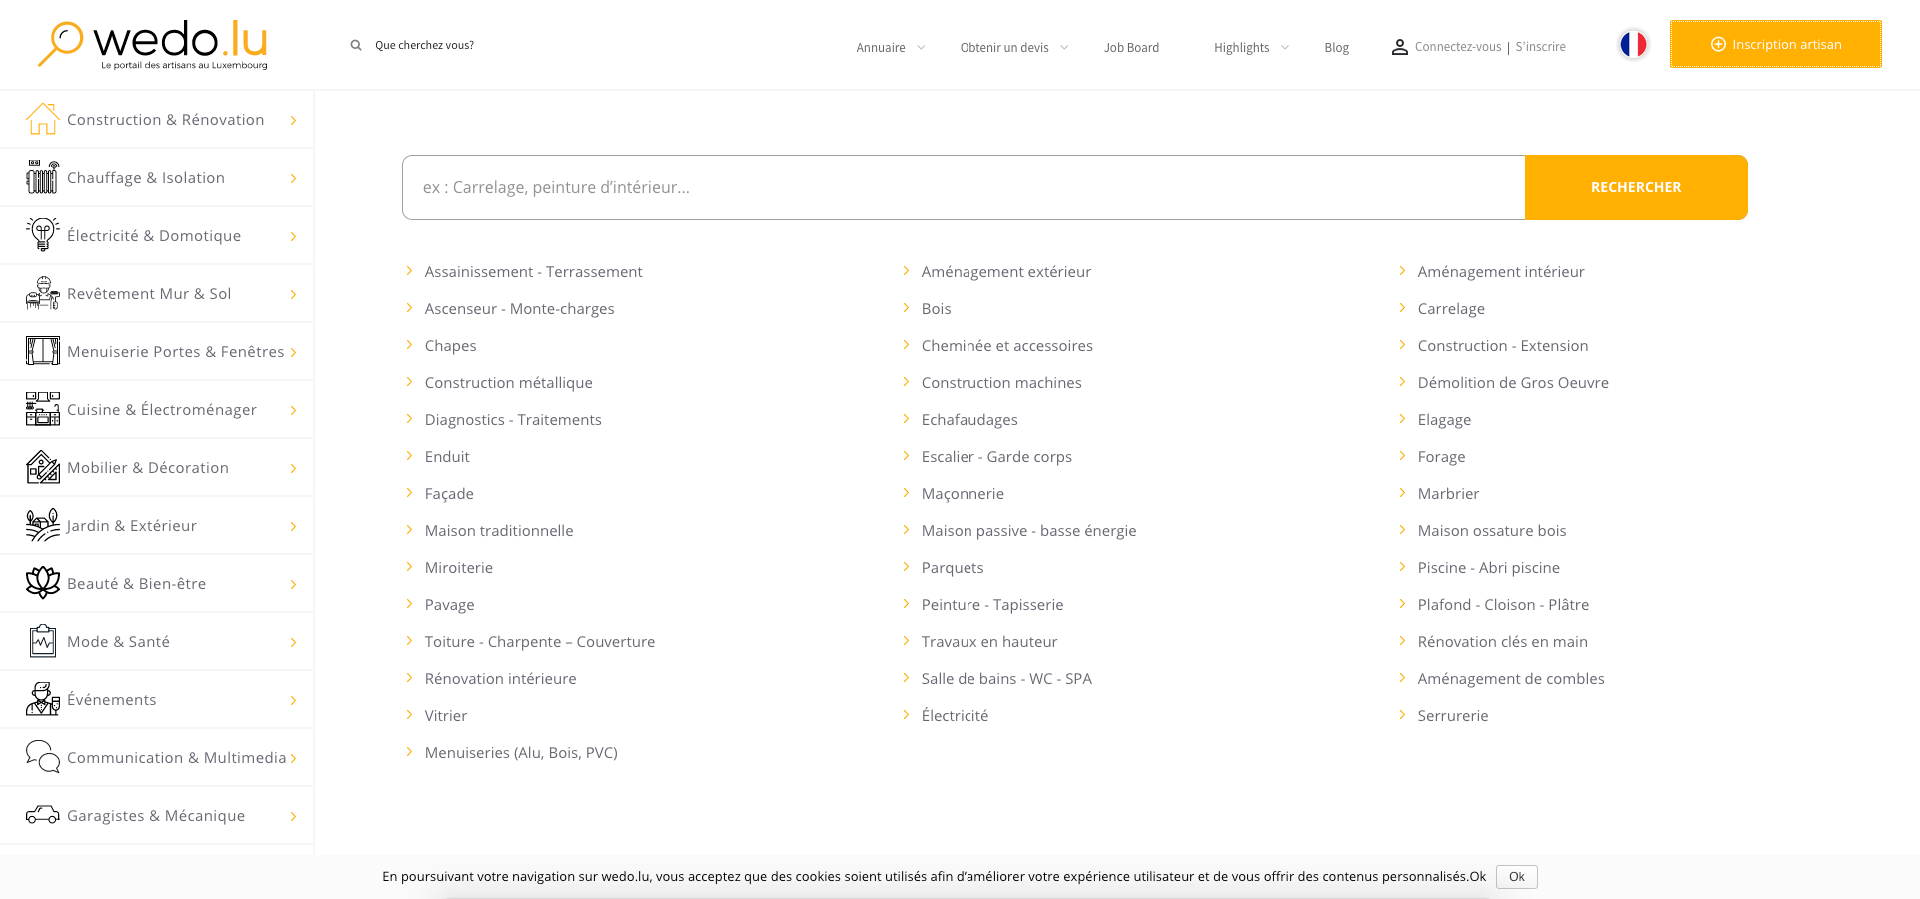 wedo.lu
Le portail des artisans au Luxembourg
Que cherchez vous?
Annuaire
Obtenir un devis
Job Board
Highlights
Blog
Connectez-vous | S'inscrire
Inscription artisan
Construction & Rénovation
Chauffage & Isolation
Électricité & Domotique
Revêtement Mur & Sol
Menuiserie Portes & Fenêtres
Cuisine & Électroménager
Mobilier & Décoration
Jardin & Extérieur
Beauté & Bien-être
Mode & Santé
Événements
Communication & Multimedia
Garagistes & Mécanique
ex : Carrelage, peinture d’intérieur...
RECHERCHER
Assainissement - Terrassement
Aménagement extérieur
Aménagement intérieur
Ascenseur - Monte-charges
Bois
Carrelage
Chapes
Cheminée et accessoires
Construction - Extension
Construction métallique
Construction machines
Démolition de Gros Oeuvre
Diagnostics - Traitements
Echafaudages
Elagage
Enduit
Escalier - Garde corps
Forage
Façade
Maçonnerie
Marbrier
Maison traditionnelle
Maison passive - basse énergie
Maison ossature bois
Miroiterie
Parquets
Piscine - Abri piscine
Pavage
Peinture - Tapisserie
Plafond - Cloison - Plâtre
Toiture - Charpente – Couverture
Travaux en hauteur
Rénovation clés en main
Rénovation intérieure
Salle de bains - WC - SPA
Aménagement de combles
Vitrier
Électricité
Serrurerie
Menuiseries (Alu, Bois, PVC)
En poursuivant votre navigation sur wedo.lu, vous acceptez que des cookies soient utilisés afin d’améliorer votre expérience utilisateur et de vous offrir des contenus personnalisés.Ok
Ok